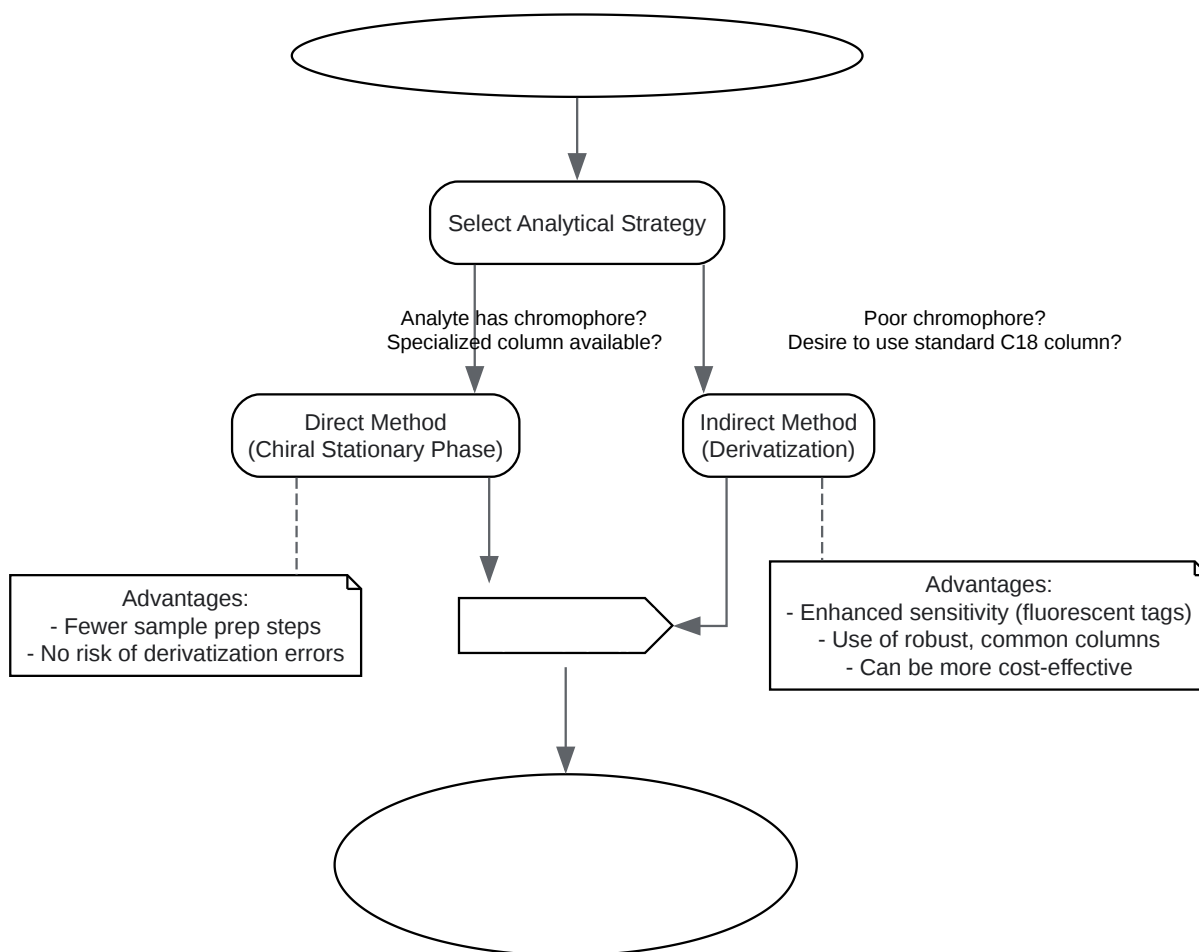 Select Analytical Strategy
Analyte has chromophore?
Specialized column available?
Poor chromophore?
Desire to use standard C18 column?
Direct Method
(Chiral Stationary Phase)
Indirect Method
(Derivatization)
Advantages:
- Fewer sample prep steps
- No risk of derivatization errors
Advantages:
- Enhanced sensitivity (fluorescent tags)
- Use of robust, common columns
- Can be more cost-effective